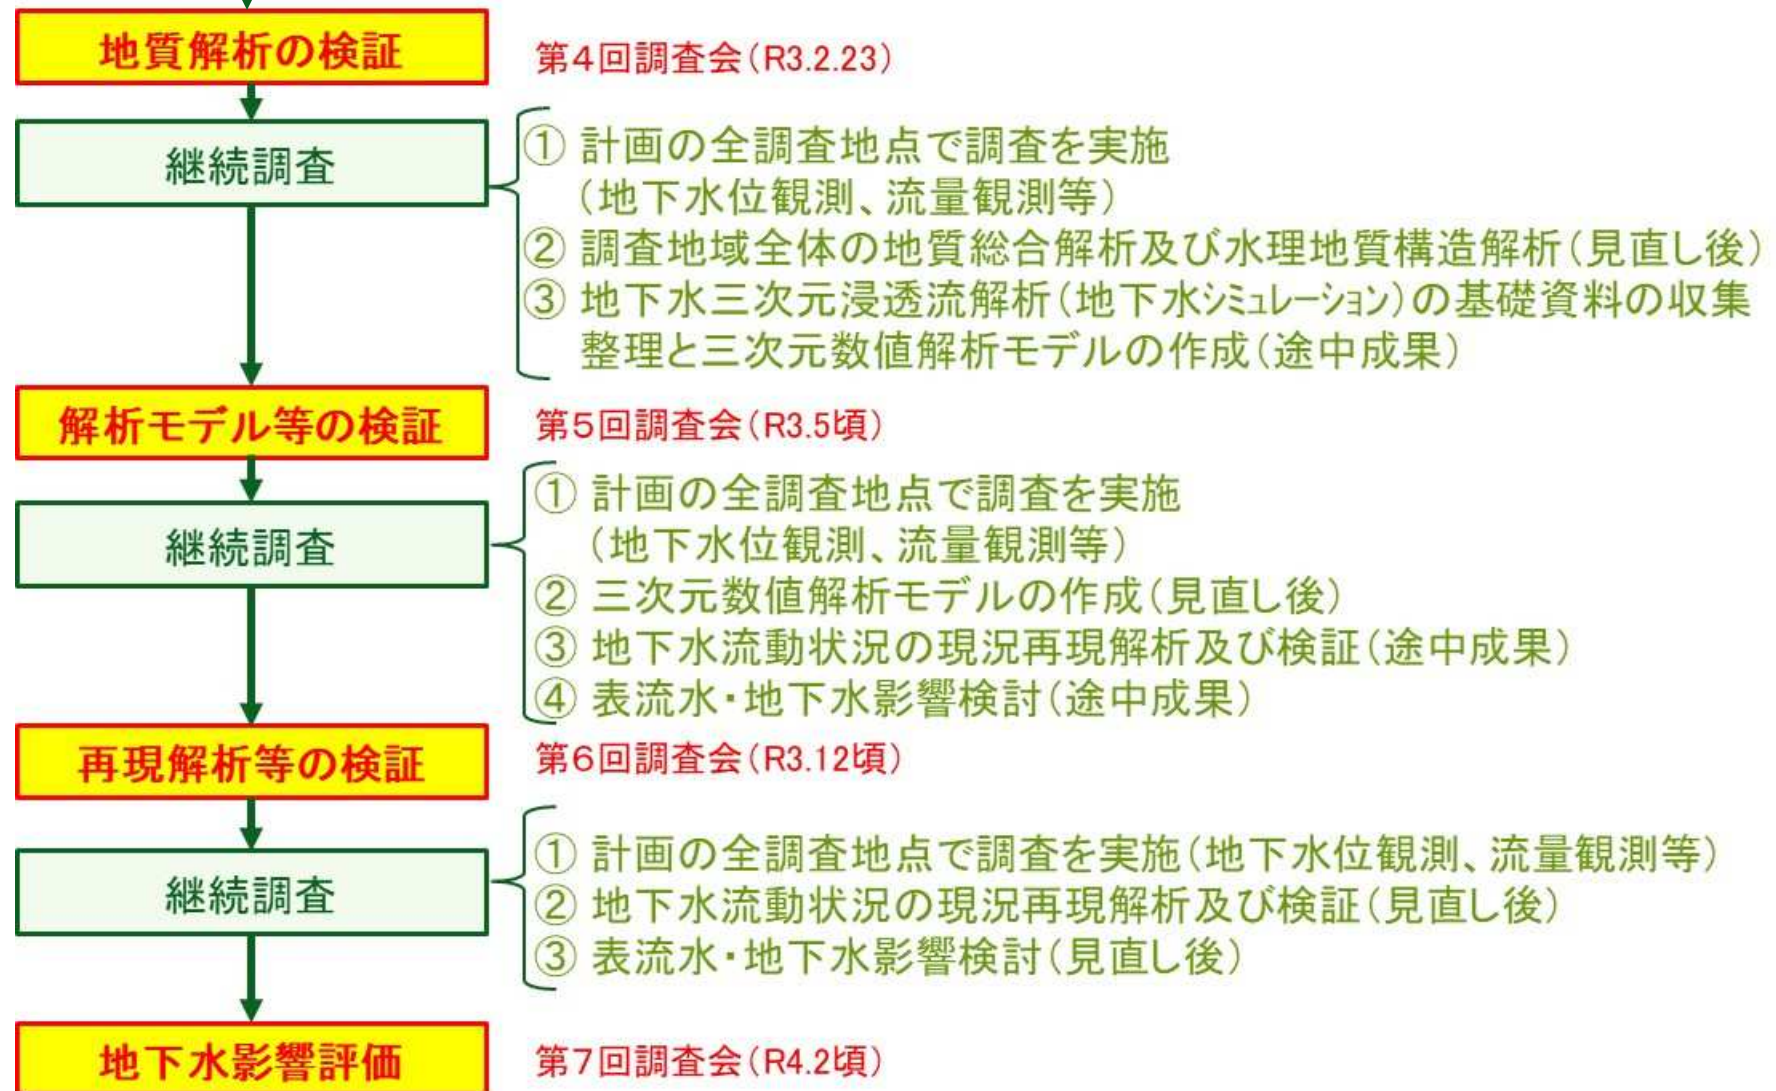 地質解析の検証
第4回調査会(R3.2.23)
継続調査
① 計画の全調査地点で調査を実施
(地下水位観測、流量観測等)
② 調査地域全体の地質総合解析及び水理地質構造解析(見直し後)
③ 地下水三次元浸透流解析(地下水ｼﾐｭﾚｰｼｮﾝ)の基礎資料の収集
整理と三次元数値解析モデルの作成(途中成果)
解析モデル等の検証
第5回調査会(R3.5頃)
継続調査
① 計画の全調査地点で調査を実施
(地下水位観測、流量観測等)
② 三次元数値解析モデルの作成(見直し後)
③ 地下水流動状況の現況再現解析及び検証(途中成果)
④ 表流水・地下水影響検討(途中成果)
再現解析等の検証
第6回調査会(R3.12頃)
継続調査
① 計画の全調査地点で調査を実施(地下水位観測、流量観測等)
② 地下水流動状況の現況再現解析及び検証(見直し後)
③ 表流水・地下水影響検討(見直し後)
地下水影響評価
第7回調査会(R4.2頃)